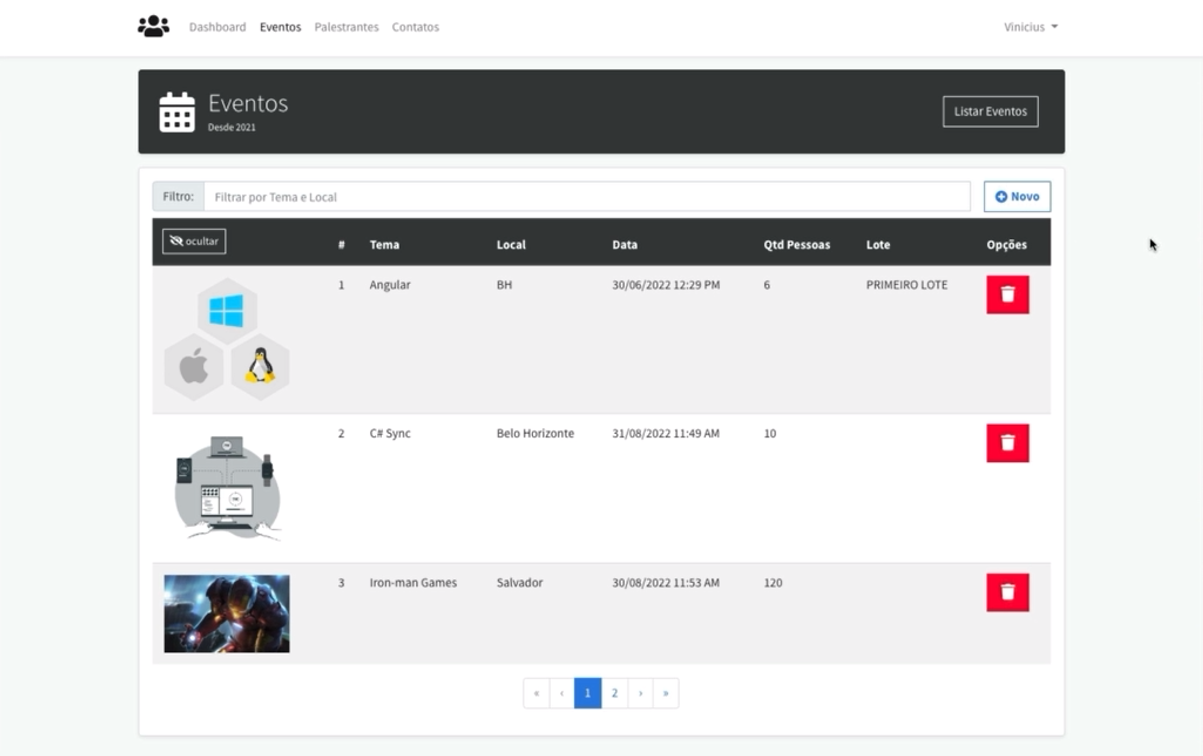 Dashboard Eventos Palestrantes Contatos Vinicius
Eventos
Desde 2021
Listar Eventos
Filtro: Filtrar por Tema e Local Novo
ocultar # Tema Local Data Qtd Pessoas Lote Opções
1 Angular BH 30/06/2022 12:29 PM 6 PRIMEIRO LOTE
2 C# Sync Belo Horizonte 31/08/2022 11:49 AM 10
3 Iron-man Games Salvador 30/08/2022 11:53 AM 120
« ‹ 1 2 › »